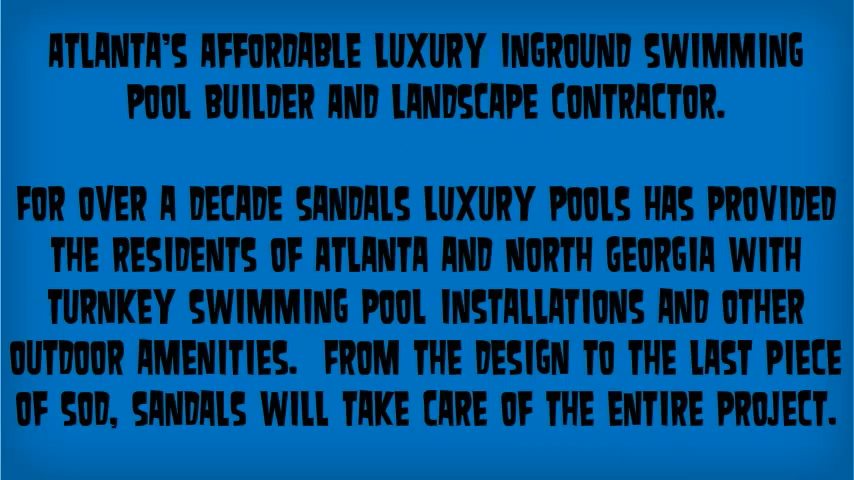 ATLANTA'S AFFORDABLE LUXURY INGROUND SWIMMING
POOL BUILDER AND LANDSCAPE CONTRACTOR.
FOR OVER A DECADE SANDALS LUXURY POOLS HAS PROVIDED
THE RESIDENTS OF ATLANTA AND NORTH GEORGIA WITH
TURNKEY SWIMMING POOL INSTALLATIONS AND OTHER
OUTDOOR AMENITIES. FROM THE DESIGN TO THE LAST PIECE
OF SOD, SANDALS WILL TAKE CARE OF THE ENTIRE PROJECT.